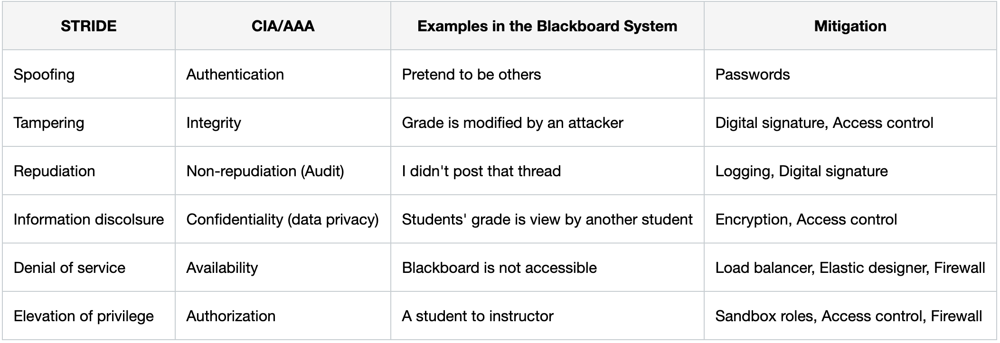 STRIDE CIA/AAA Examples in the Blackboard System Mitigation
Spoofing Authentication Pretend to be others Passwords
Tampering Integrity Grade is modified by an attacker Digital signature, Access control
Repudiation Non-repudiation (Audit) I didn't post that thread Logging, Digital signature
Information discolsure Confidentiality (data privacy) Students' grade is view by another student Encryption, Access control
Denial of service Availability Blackboard is not accessible Load balancer, Elastic designer, Firewall
Elevation of privilege Authorization A student to instructor Sandbox roles, Access control, Firewall